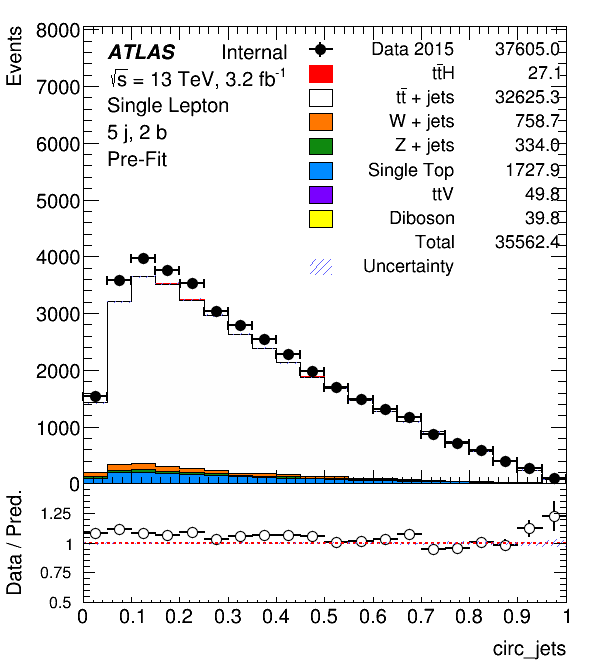 Events
8000
7000
6000
5000
4000
3000
2000
1000
0
ATLAS Internal
√s = 13 TeV, 3.2 fb⁻¹
Single Lepton
5 j, 2 b
Pre-Fit
Data 2015 37605.0
tt̄H 27.1
tt̄ + jets 32625.3
W + jets 758.7
Z + jets 334.0
Single Top 1727.9
ttV 49.8
Diboson 39.8
Total 35562.4
Uncertainty
Data / Pred.
1.25
1
0.75
0.5
0 0.1 0.2 0.3 0.4 0.5 0.6 0.7 0.8 0.9 1
circ_jets